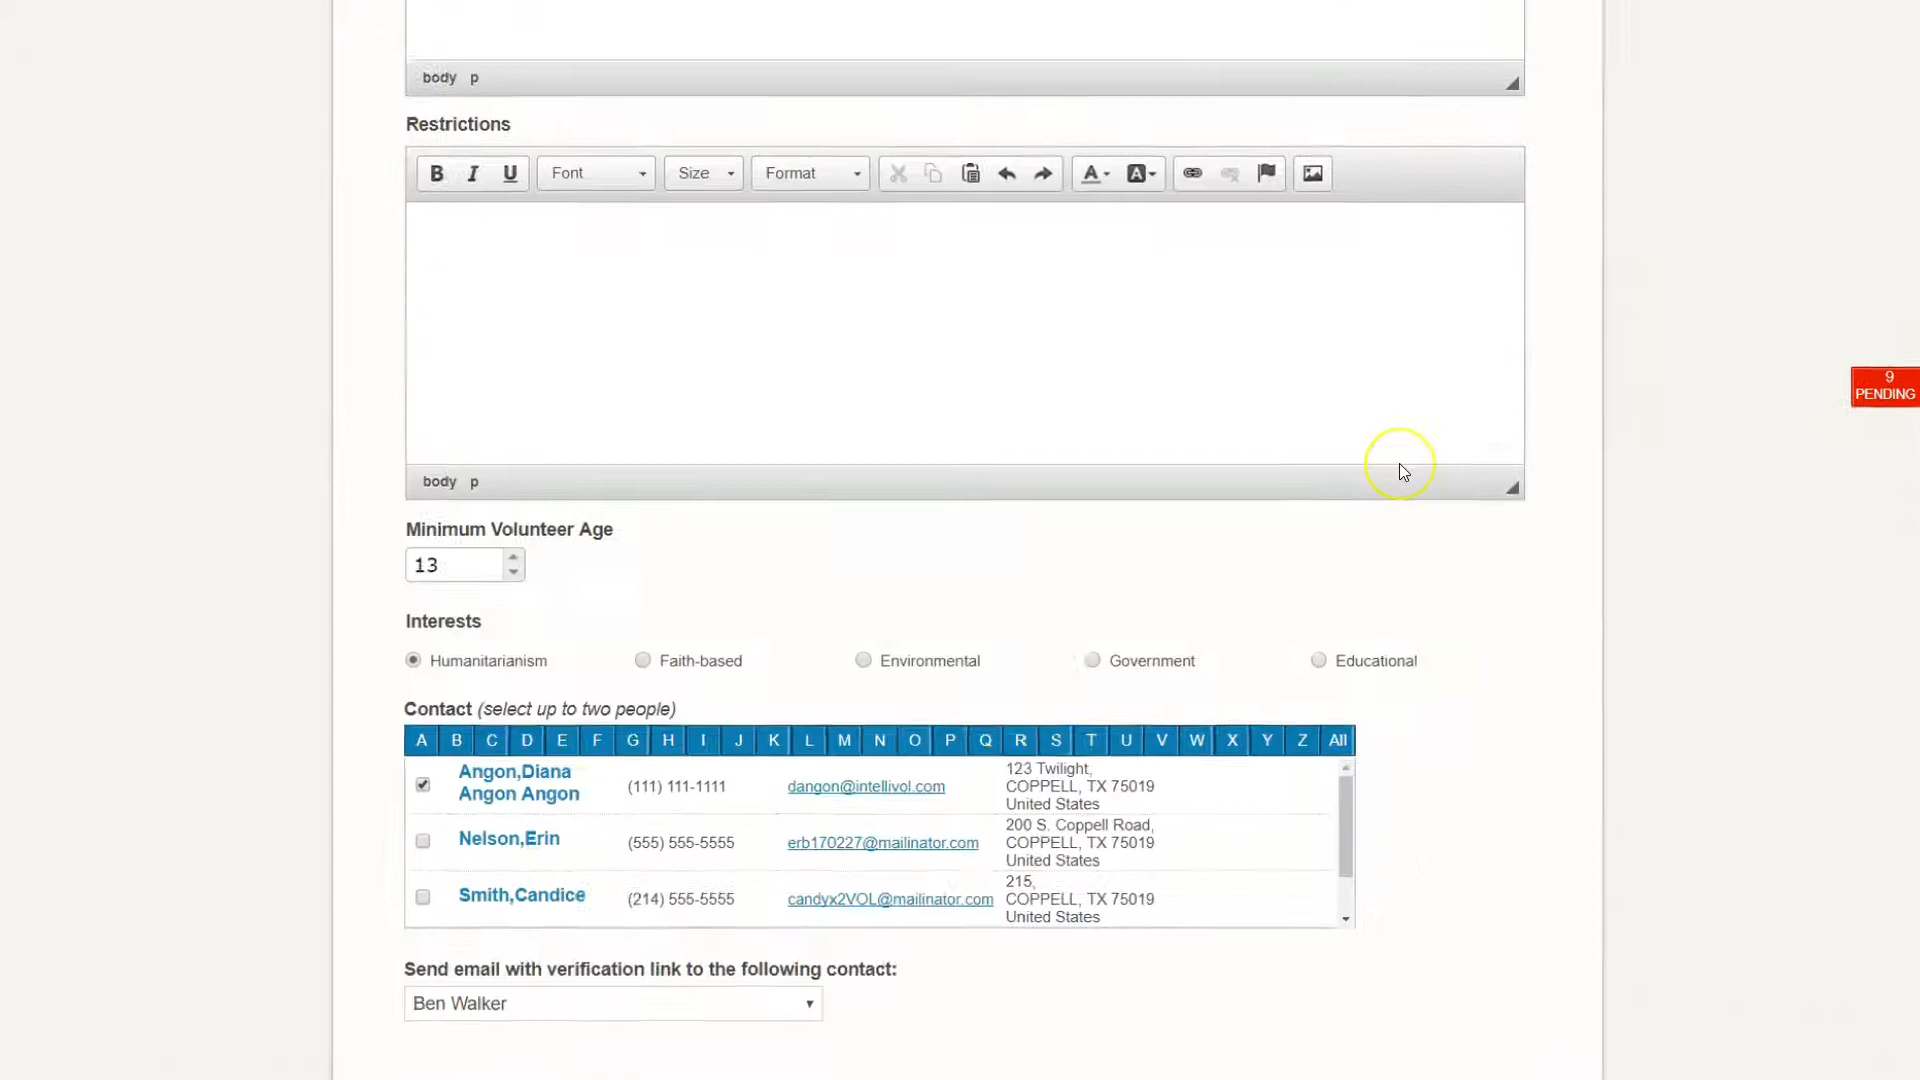 body p
Restrictions
B I U Font Size Format A A
9
PENDING
body p
Minimum Volunteer Age
13
Interests
Humanitarianism Faith-based Environmental Government Educational
Contact (select up to two people)
A B C D E F G H I J K L M N O P Q R S T U V W X Y Z All
Angon,Diana
Angon Angon
(111) 111-1111
dangon@intellivol.com
123 Twilight,
COPPELL, TX 75019
United States
Nelson,Erin
(555) 555-5555
erb170227@mailinator.com
200 S. Coppell Road,
COPPELL, TX 75019
United States
Smith,Candice
(214) 555-5555
candyx2VOL@mailinator.com
215,
COPPELL, TX 75019
United States
Send email with verification link to the following contact:
Ben Walker